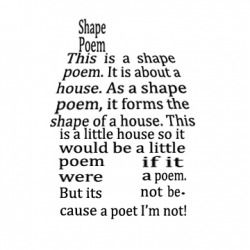 Shape
Poem
This is a shape
poem. It is about a
house. As a shape
poem, it forms the
shape of a house. This
is a little house so it
would be a little
poem if it
were a poem.
But its not be-
cause a poet I'm not!